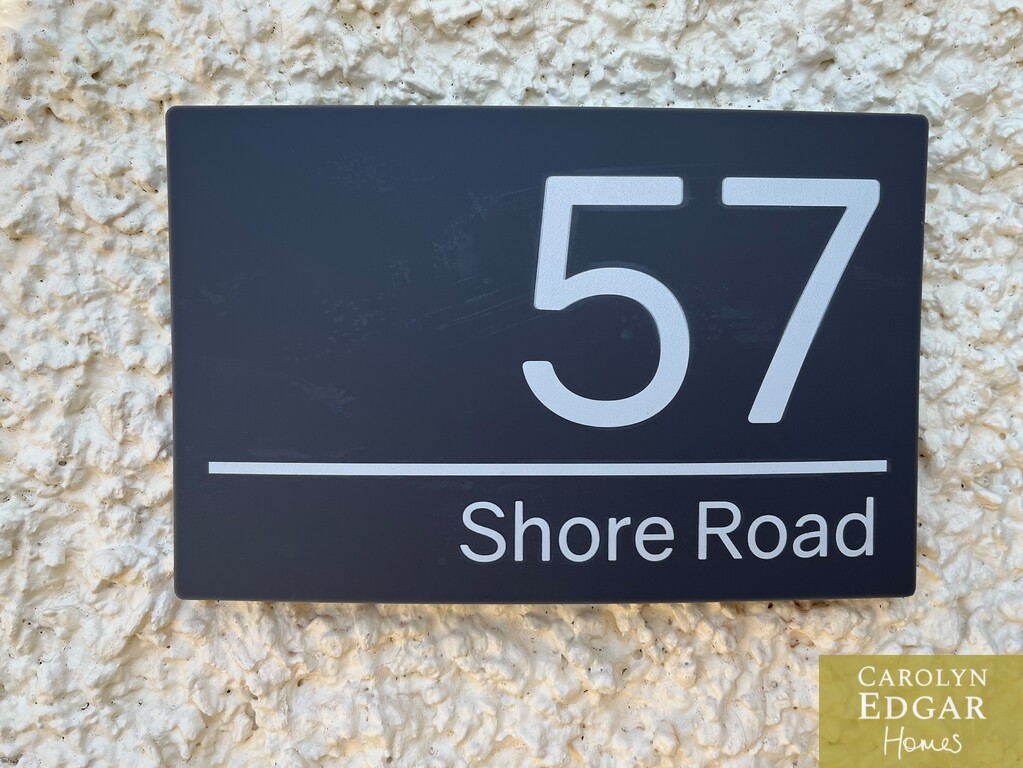 57
Shore Road
CAROLYN
EDGAR
Homes